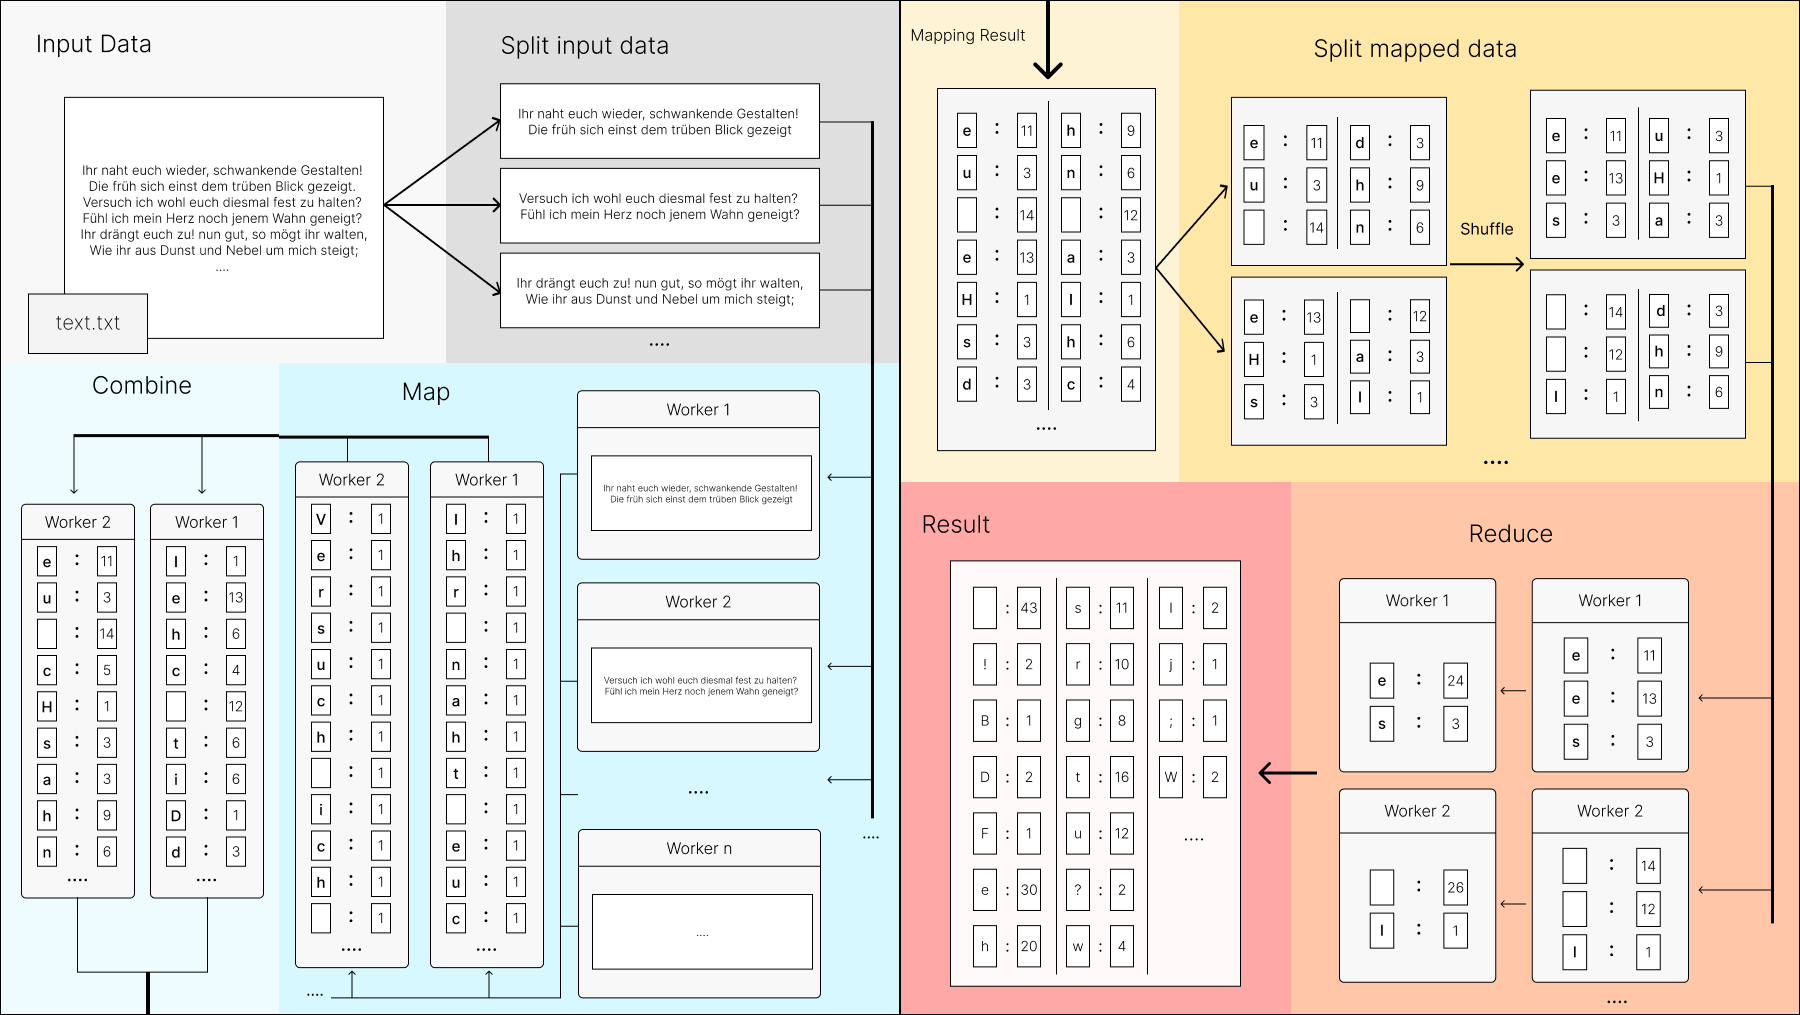 Input Data
Ihr naht euch wieder, schwankende Gestalten!
Die früh sich einst dem trüben Blick gezeigt.
Versuch ich wohl euch diesmal fest zu halten?
Fühl ich mein Herz noch jenem Wahn geneigt?
Ihr drängt euch zu! nun gut, so mögt ihr walten,
Wie ihr aus Dunst und Nebel um mich steigt;
....
text.txt
Split input data
Ihr naht euch wieder, schwankende Gestalten!
Die früh sich einst dem trüben Blick gezeigt
Versuch ich wohl euch diesmal fest zu halten?
Fühl ich mein Herz noch jenem Wahn geneigt?
Ihr drängt euch zu! nun gut, so mögt ihr walten,
Wie ihr aus Dunst und Nebel um mich steigt;
....
Combine
Worker 2
e : 11
u : 3
: 14
c : 5
H : 1
s : 3
a : 3
h : 9
n : 6
....
Worker 1
I : 1
e : 13
h : 6
c : 4
: 12
t : 6
i : 6
D : 1
d : 3
....
Map
Worker 2
V : 1
e : 1
r : 1
s : 1
u : 1
c : 1
h : 1
: 1
i : 1
c : 1
h : 1
: 1
....
Worker 1
I : 1
h : 1
r : 1
: 1
n : 1
a : 1
h : 1
t : 1
: 1
e : 1
u : 1
c : 1
....
....
Worker 1
Ihr naht euch wieder, schwankende Gestalten!
Die früh sich einst dem trüben Blick gezeigt
Worker 2
Versuch ich wohl euch diesmal fest zu halten?
Fühl ich mein Herz noch jenem Wahn geneigt?
....
Worker n
....
....
Mapping Result
e : 11 h : 9
u : 3 n : 6
: 14 : 12
e : 13 a : 3
H : 1 I : 1
s : 3 h : 6
d : 3 c : 4
....
Split mapped data
e : 11 d : 3
u : 3 h : 9
: 14 n : 6
e : 13 : 12
H : 1 a : 3
s : 3 I : 1
Shuffle
e : 11 u : 3
e : 13 H : 1
s : 3 a : 3
: 14 d : 3
: 12 h : 9
I : 1 n : 6
....
Result
: 43 s : 11 I : 2
! : 2 r : 10 j : 1
B : 1 g : 8 ; : 1
D : 2 t : 16 W : 2
F : 1 u : 12 ....
e : 30 ? : 2
h : 20 w : 4
Reduce
Worker 1
e : 24
s : 3
Worker 1
e : 11
e : 13
s : 3
Worker 2
: 26
I : 1
Worker 2
: 14
: 12
I : 1
....